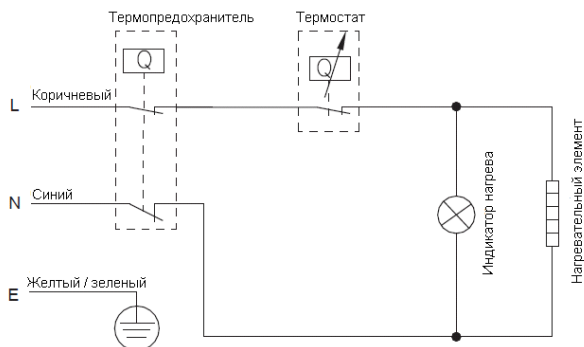 Термопредохранитель
Термостат
Q
Q
L
Коричневый
N
Синий
E
Желтый / зеленый
Индикатор нагрева
Нагревательный элемент